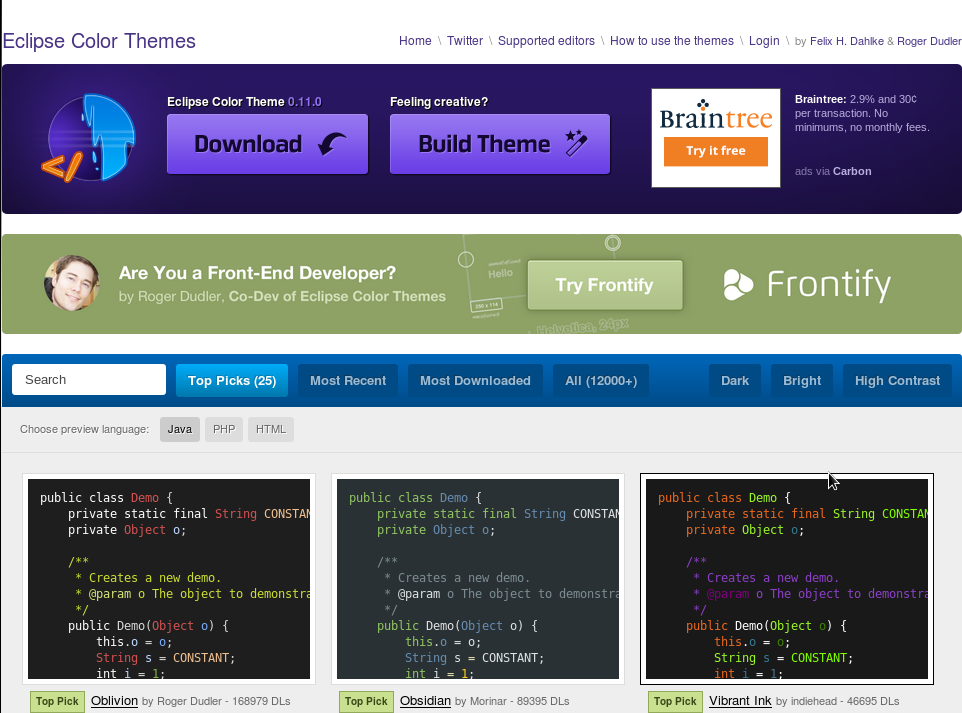 Eclipse Color Themes
Home \ Twitter \ Supported editors \ How to use the themes \ Login \ by Felix H. Dahlke & Roger Dudler
Eclipse Color Theme 0.11.0
Download
Feeling creative?
Build Theme
Braintree
Try it free
Braintree: 2.9% and 30¢
per transaction. No
minimums, no monthly fees.
ads via Carbon
</>
Are You a Front-End Developer?
by Roger Dudler, Co-Dev of Eclipse Color Themes
Hello
Try Frontify
Helvetica, 24px
Frontify
Search
Top Picks (25)
Most Recent
Most Downloaded
All (12000+)
Dark
Bright
High Contrast
Choose preview language:
Java
PHP
HTML
public class Demo {
private static final String CONSTAN
private Object o;
/**
* Creates a new demo.
* @param o The object to demonstra
*/
public Demo(Object o) {
this.o = o;
String s = CONSTANT;
int i = 1;
Top Pick Oblivion by Roger Dudler - 168979 DLs
public class Demo {
private static final String CONSTAN
private Object o;
/**
* Creates a new demo.
* @param o The object to demonstra
*/
public Demo(Object o) {
this.o = o;
String s = CONSTANT;
int i = 1;
Top Pick Obsidian by Morinar - 89395 DLs
public class Demo {
private static final String CONSTAN
private Object o;
/**
* Creates a new demo.
* @param o The object to demonstra
*/
public Demo(Object o) {
this.o = o;
String s = CONSTANT;
int i = 1;
Top Pick Vibrant Ink by indiehead - 46695 DLs